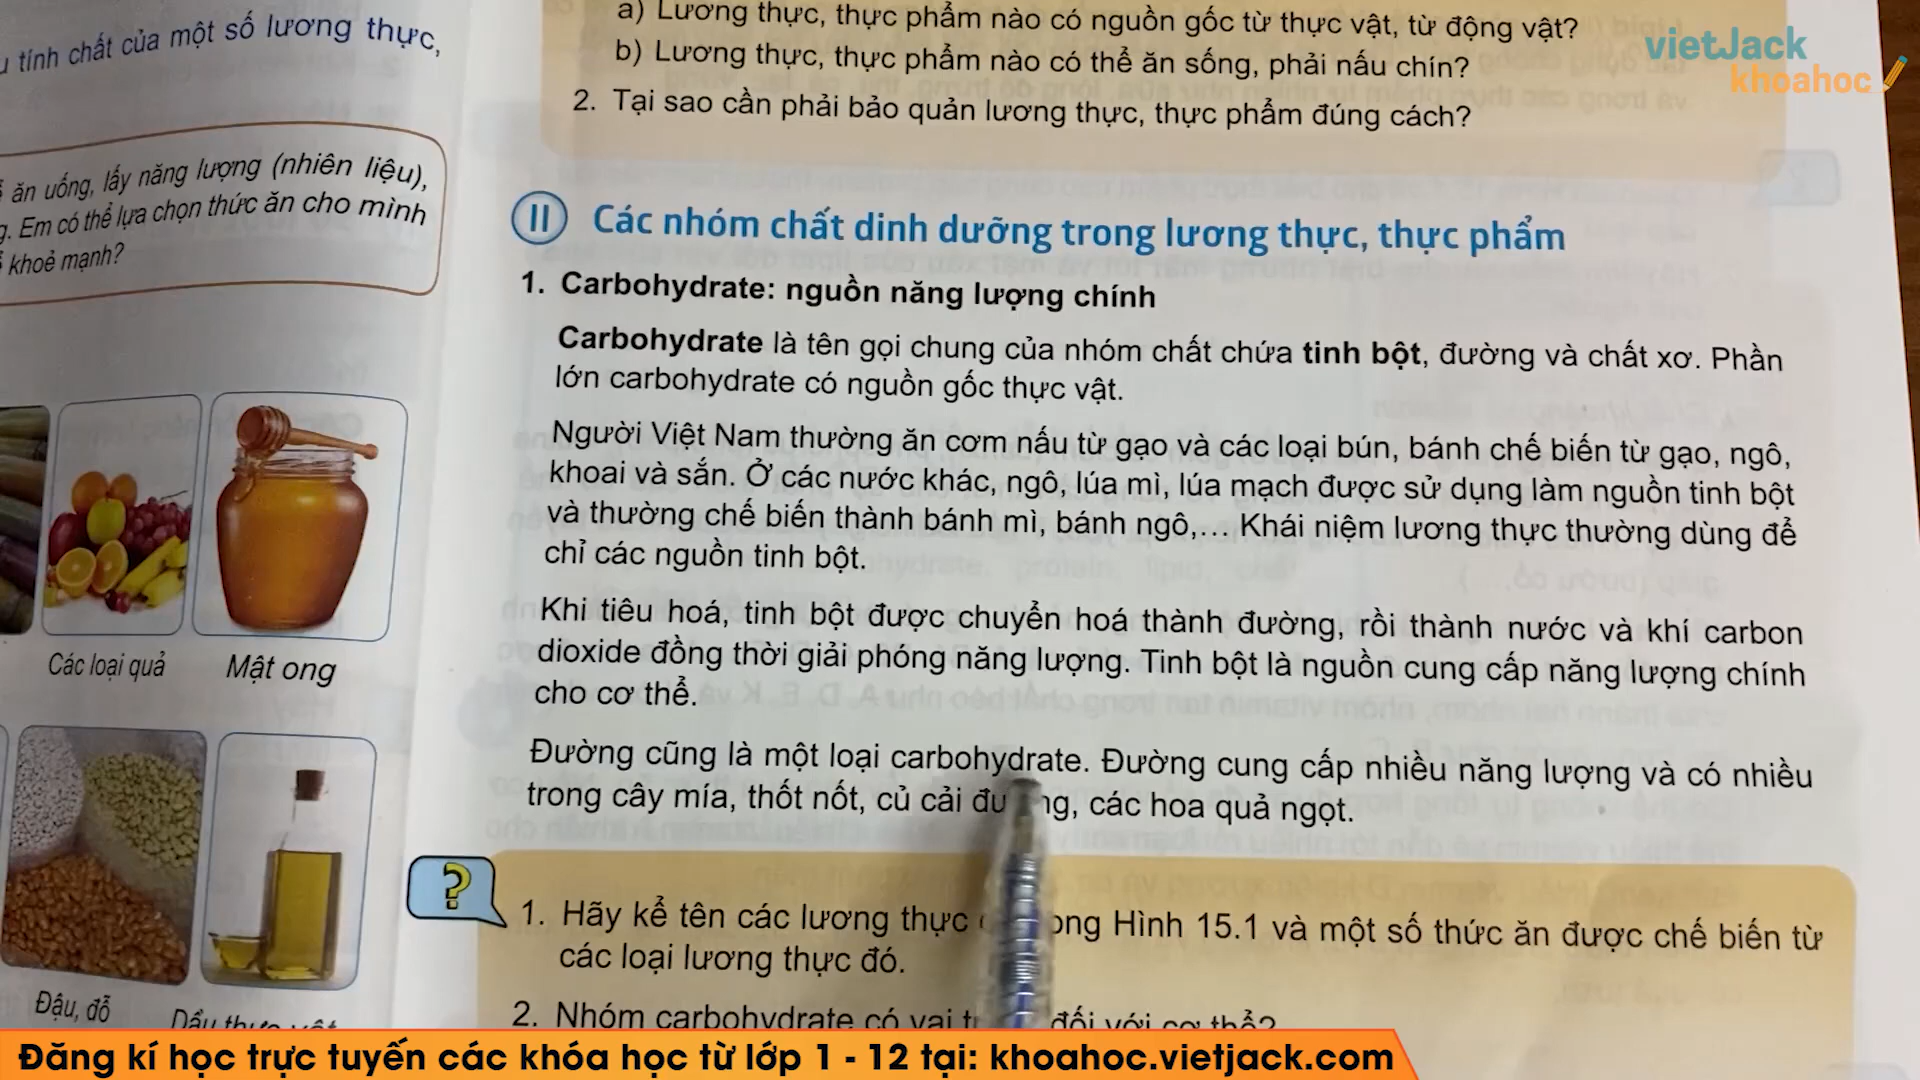 tính chất của một số lương thực,
ăn uống, lấy năng lượng (nhiên liệu),
Em có thể lựa chọn thức ăn cho mình
khoẻ mạnh?
Các loại quả
Mật ong
Đậu, đỗ
a) Lương thực, thực phẩm nào có nguồn gốc từ thực vật, từ động vật?
b) Lương thực, thực phẩm nào có thể ăn sống, phải nấu chín?
2. Tại sao cần phải bảo quản lương thực, thực phẩm đúng cách?
vietJack
khoahoc
II Các nhóm chất dinh dưỡng trong lương thực, thực phẩm
1. Carbohydrate: nguồn năng lượng chính
Carbohydrate là tên gọi chung của nhóm chất chứa tinh bột, đường và chất xơ. Phần
lớn carbohydrate có nguồn gốc thực vật.
Người Việt Nam thường ăn cơm nấu từ gạo và các loại bún, bánh chế biến từ gạo, ngô,
khoai và sắn. Ở các nước khác, ngô, lúa mì, lúa mạch được sử dụng làm nguồn tinh bột
và thường chế biến thành bánh mì, bánh ngô,... Khái niệm lương thực thường dùng để
chỉ các nguồn tinh bột.
Khi tiêu hoá, tinh bột được chuyển hoá thành đường, rồi thành nước và khí carbon
dioxide đồng thời giải phóng năng lượng. Tinh bột là nguồn cung cấp năng lượng chính
cho cơ thể.
Đường cũng là một loại carbohydrate. Đường cung cấp nhiều năng lượng và có nhiều
trong cây mía, thốt nốt, củ cải các hoa quả ngọt.
?
1. Hãy kể tên các lương thực Hình 15.1 và một số thức ăn được chế biến từ
các loại lương thực đó.
2. Nhóm carbohydrate có vai đối với cơ thể?
Đăng kí học trực tuyến các khóa học từ lớp 1 - 12 tại: khoahoc.vietjack.com